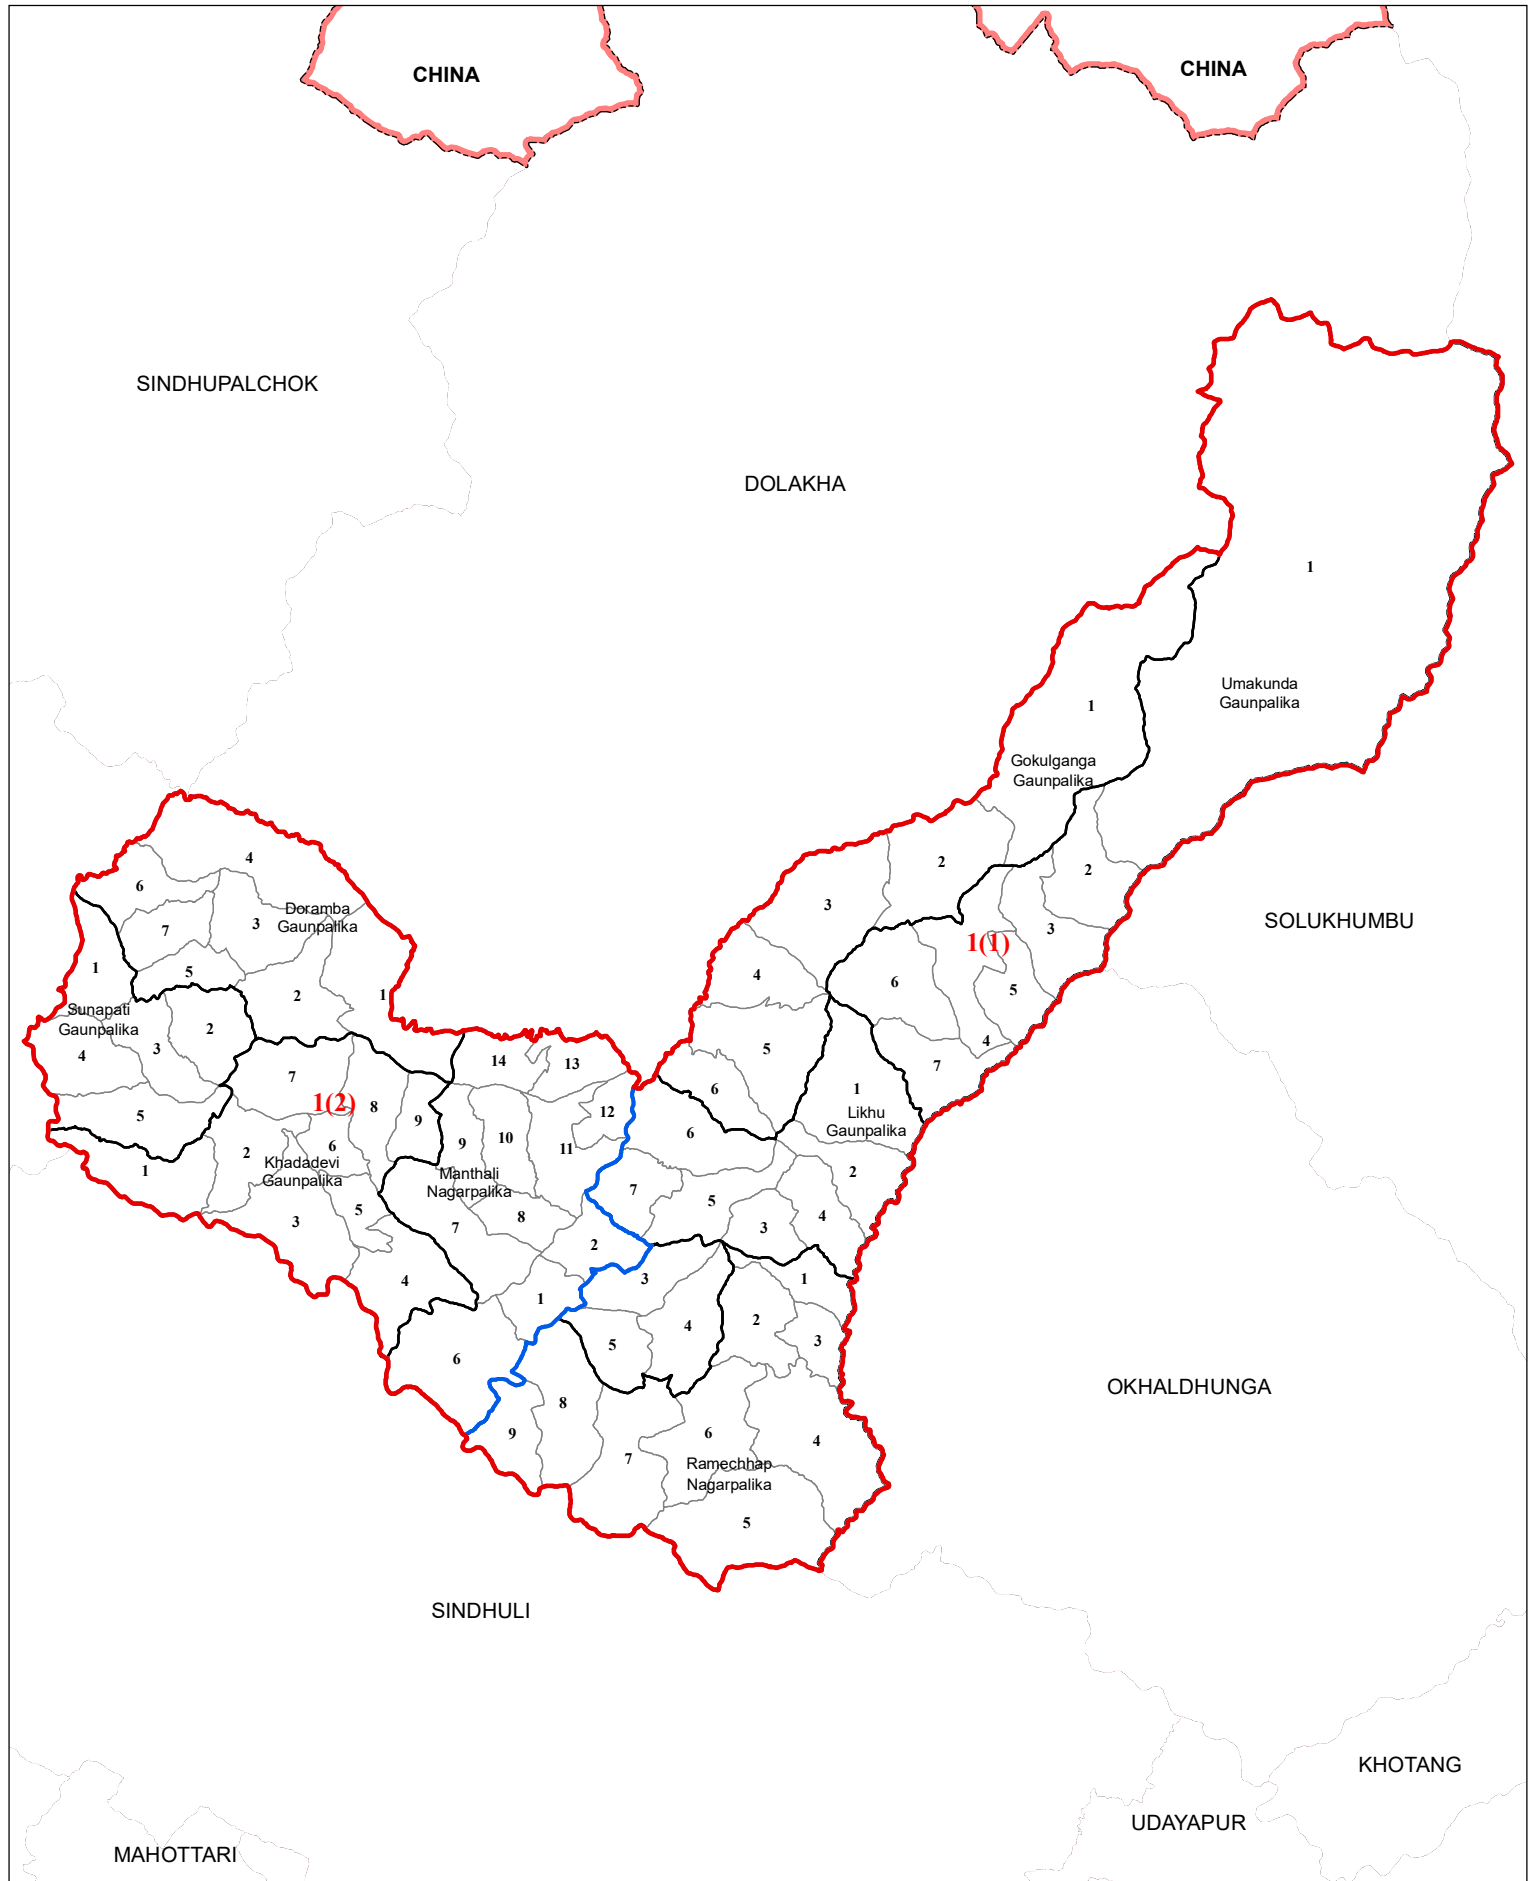 CHINA
CHINA
SINDHUPALCHOK
DOLAKHA
1
Umakunda
Gaunpalika
1
Gokulganga
Gaunpalika
4
2
2
6
3
3
Doramba
Gaunpalika
SOLUKHUMBU
7
3
1(1)
1
5
4
6
5
2
1
Sunapati
Gaunpalika
2
3
4
5
4
14
13
7
7
6
1
1(2)
8
12
Likhu
Gaunpalika
5
9
6
9
10
11
6
2
1
Khadadevi
Gaunpalika
Manthali
Nagarpalika
2
7
5
3
5
8
7
3
4
2
4
3
1
1
2
4
5
3
6
8
9
OKHALDHUNGA
6
4
7
Ramechhap
Nagarpalika
5
SINDHULI
KHOTANG
UDAYAPUR
MAHOTTARI